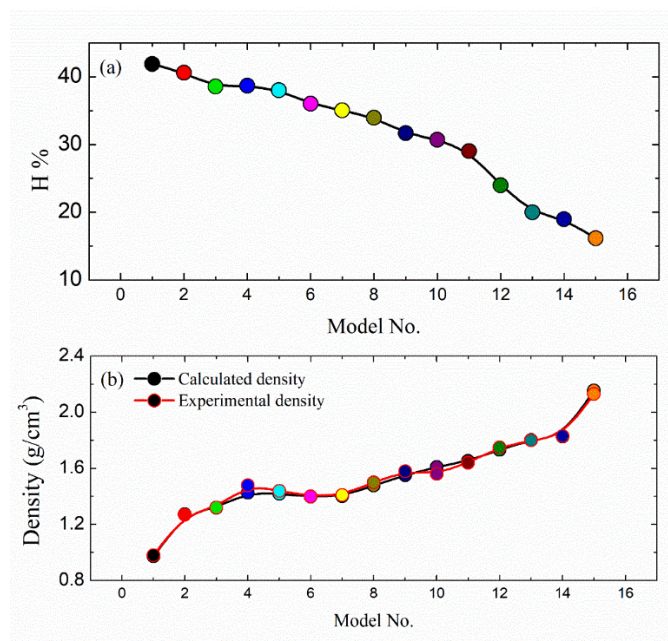 (a)
H %
40
30
20
10
0 2 4 6 8 10 12 14 16
Model No.
(b)
Calculated density
Experimental density
Density (g/cm³)
2.4
2.0
1.6
1.2
0.8
0 2 4 6 8 10 12 14 16
Model No.